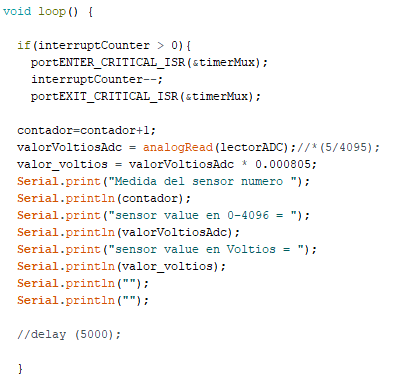 void loop() {
if(interruptCounter > 0){
portENTER_CRITICAL_ISR(&timerMux);
interruptCounter--;
portEXIT_CRITICAL_ISR(&timerMux);
contador=contador+1;
valorVoltiosAdc = analogRead(lectorADC);//*(5/4095);
valor_voltios = valorVoltiosAdc * 0.000805;
Serial.print("Medida del sensor numero ");
Serial.println(contador);
Serial.print("sensor value en 0-4096 = ");
Serial.println(valorVoltiosAdc);
Serial.print("sensor value en Voltios = ");
Serial.println(valor_voltios);
Serial.println("");
Serial.println("");
//delay (5000);
}